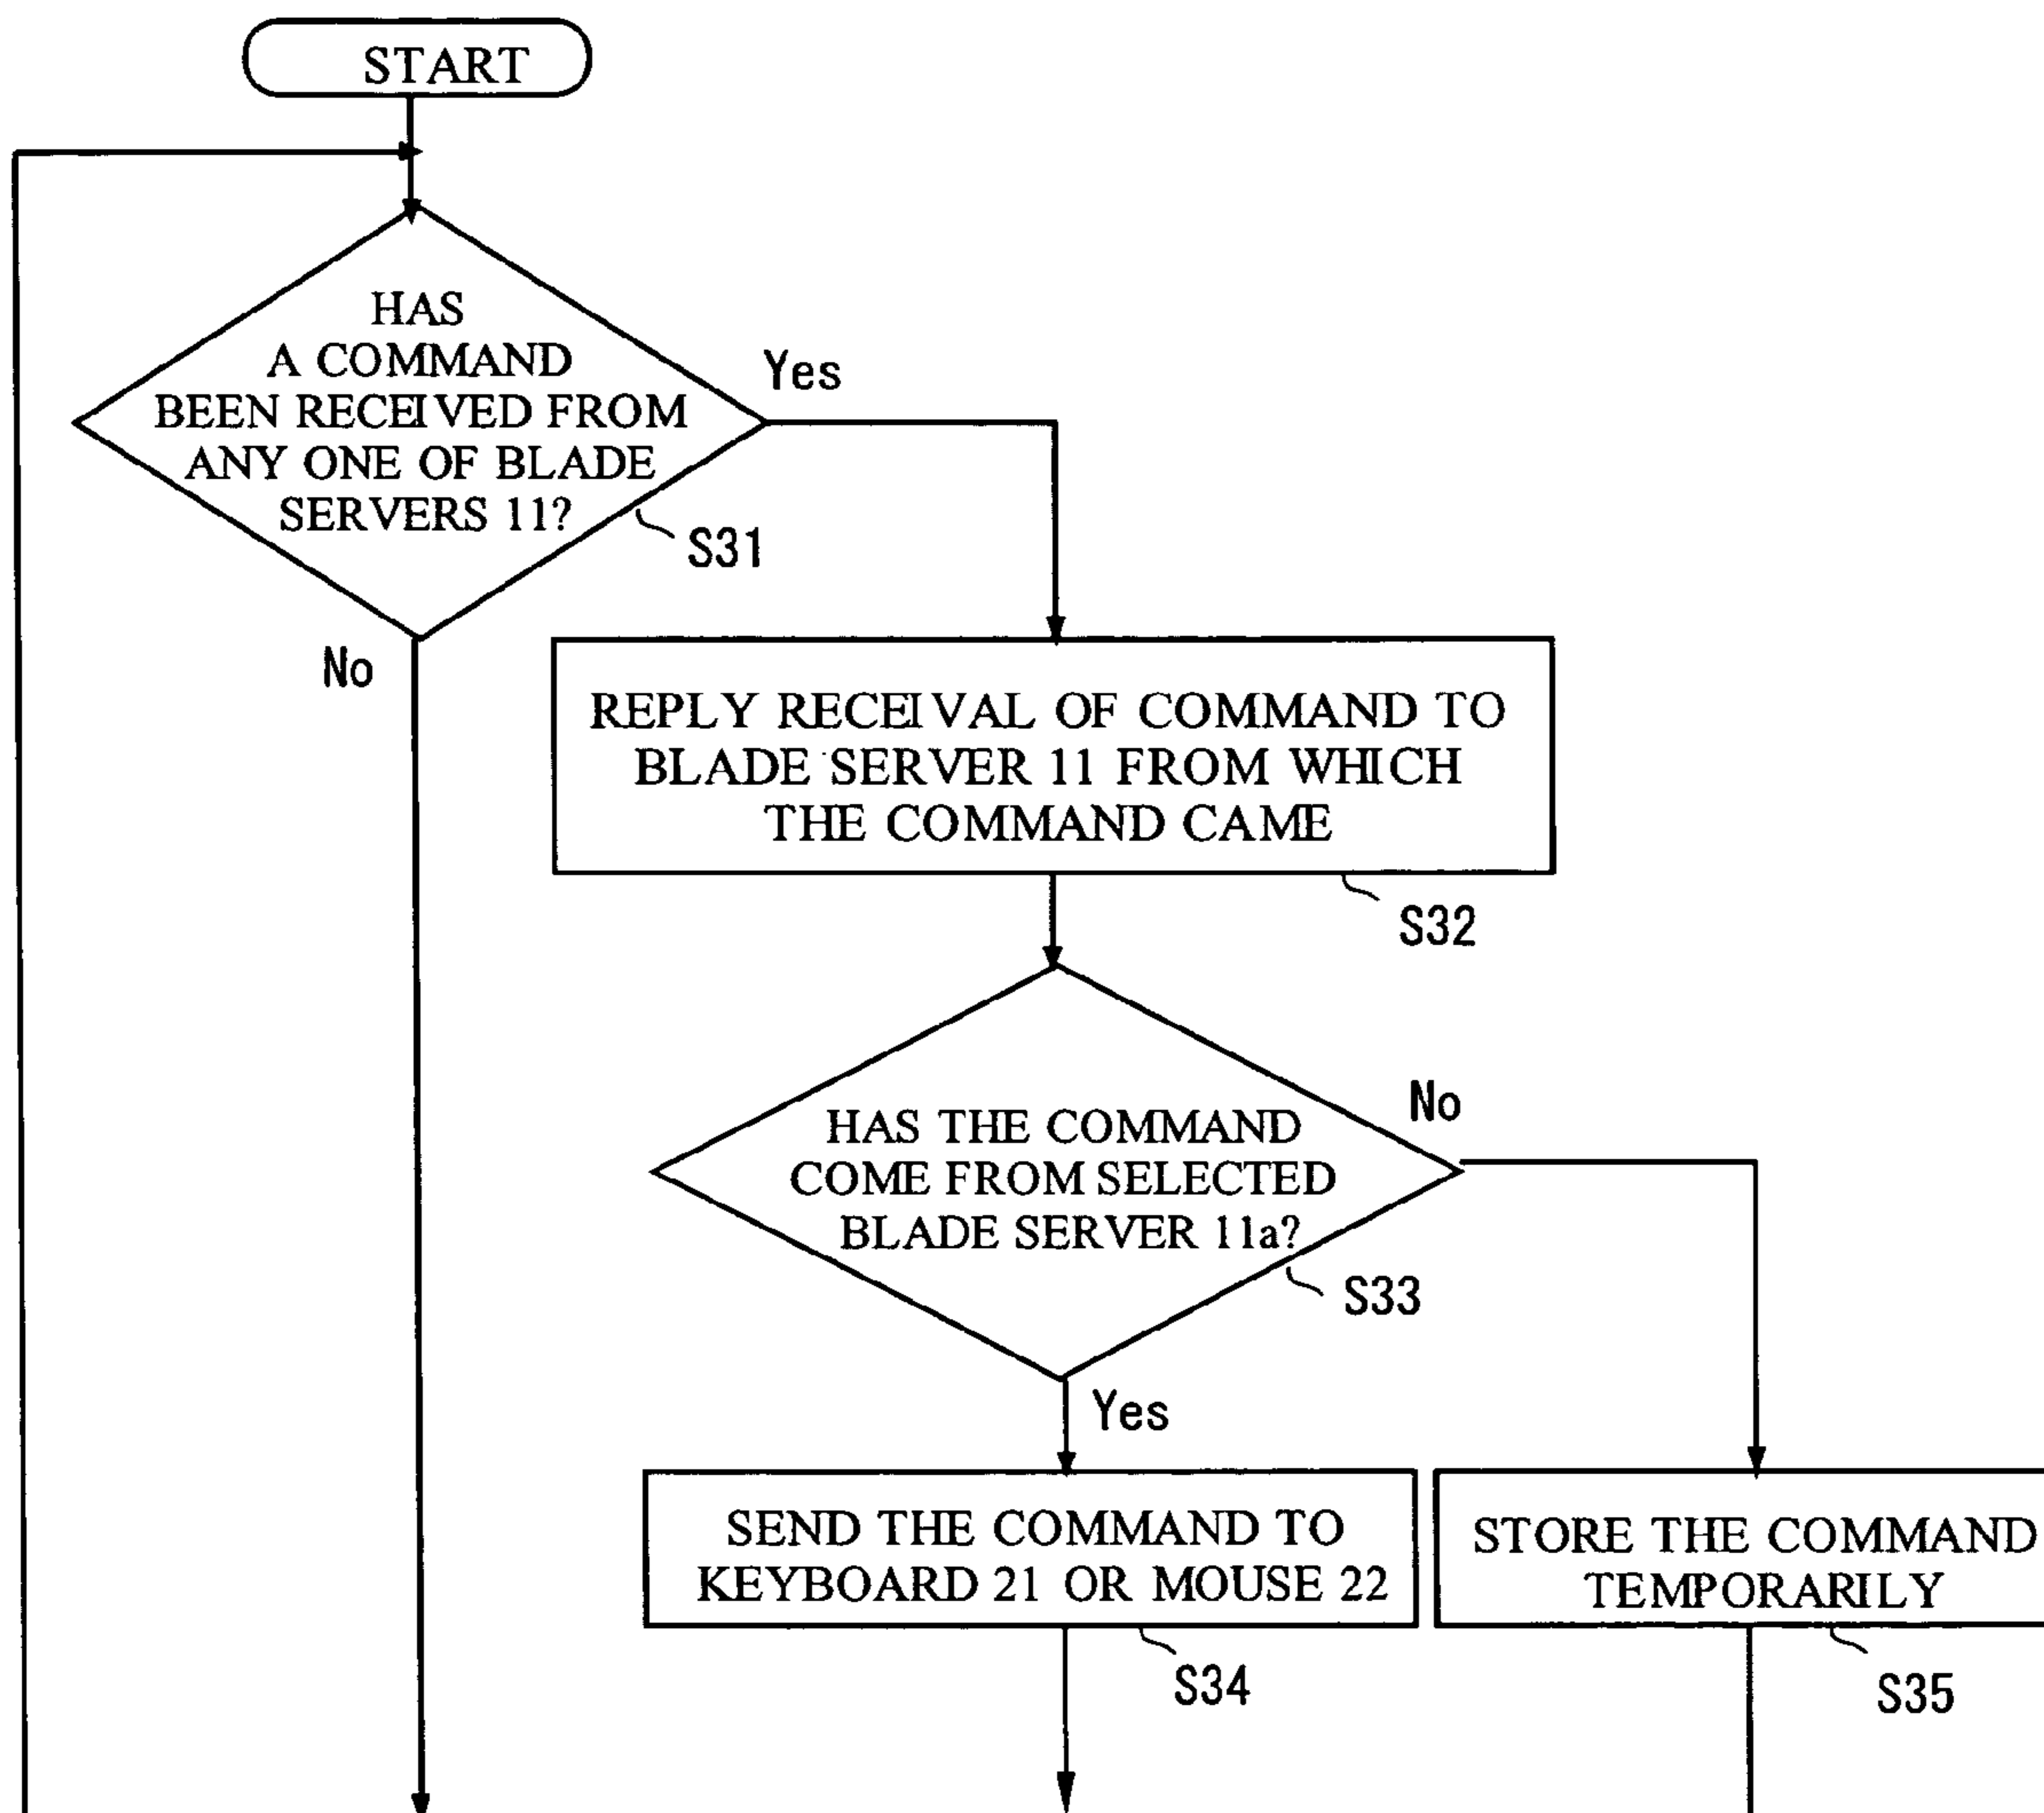 START
HAS
A COMMAND
BEEN RECEIVED FROM
ANY ONE OF BLADE
SERVERS 11?
Yes
S31
No
REPLY RECEIVAL OF COMMAND TO
BLADE SERVER 11 FROM WHICH
THE COMMAND CAME
S32
HAS THE COMMAND
COME FROM SELECTED
BLADE SERVER 11a?
No
S33
Yes
SEND THE COMMAND TO
KEYBOARD 21 OR MOUSE 22
S34
STORE THE COMMAND
TEMPORARILY
S35